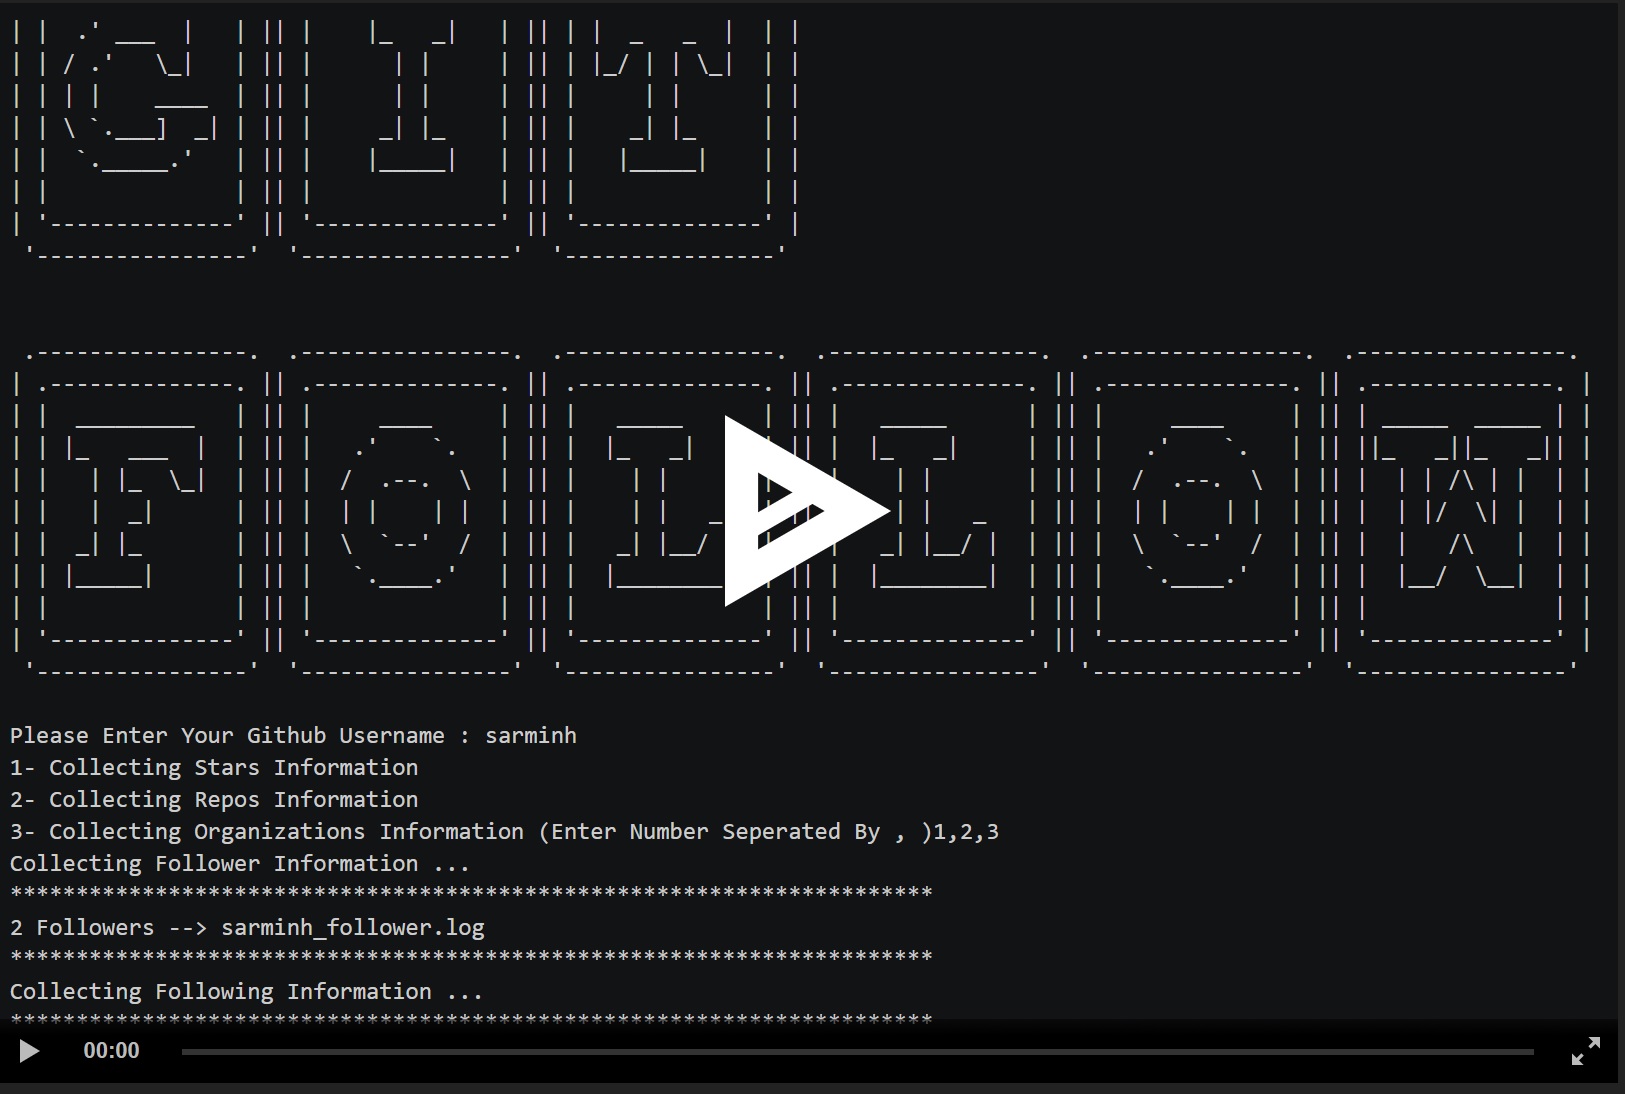 GIT
FOLLOW
Please Enter Your Github Username : sarminh
1- Collecting Stars Information
2- Collecting Repos Information
3- Collecting Organizations Information (Enter Number Seperated By , )1,2,3
Collecting Follower Information ...
**********************************************************************
2 Followers --> sarminh_follower.log
**********************************************************************
Collecting Following Information ...
**********************************************************************
00:00